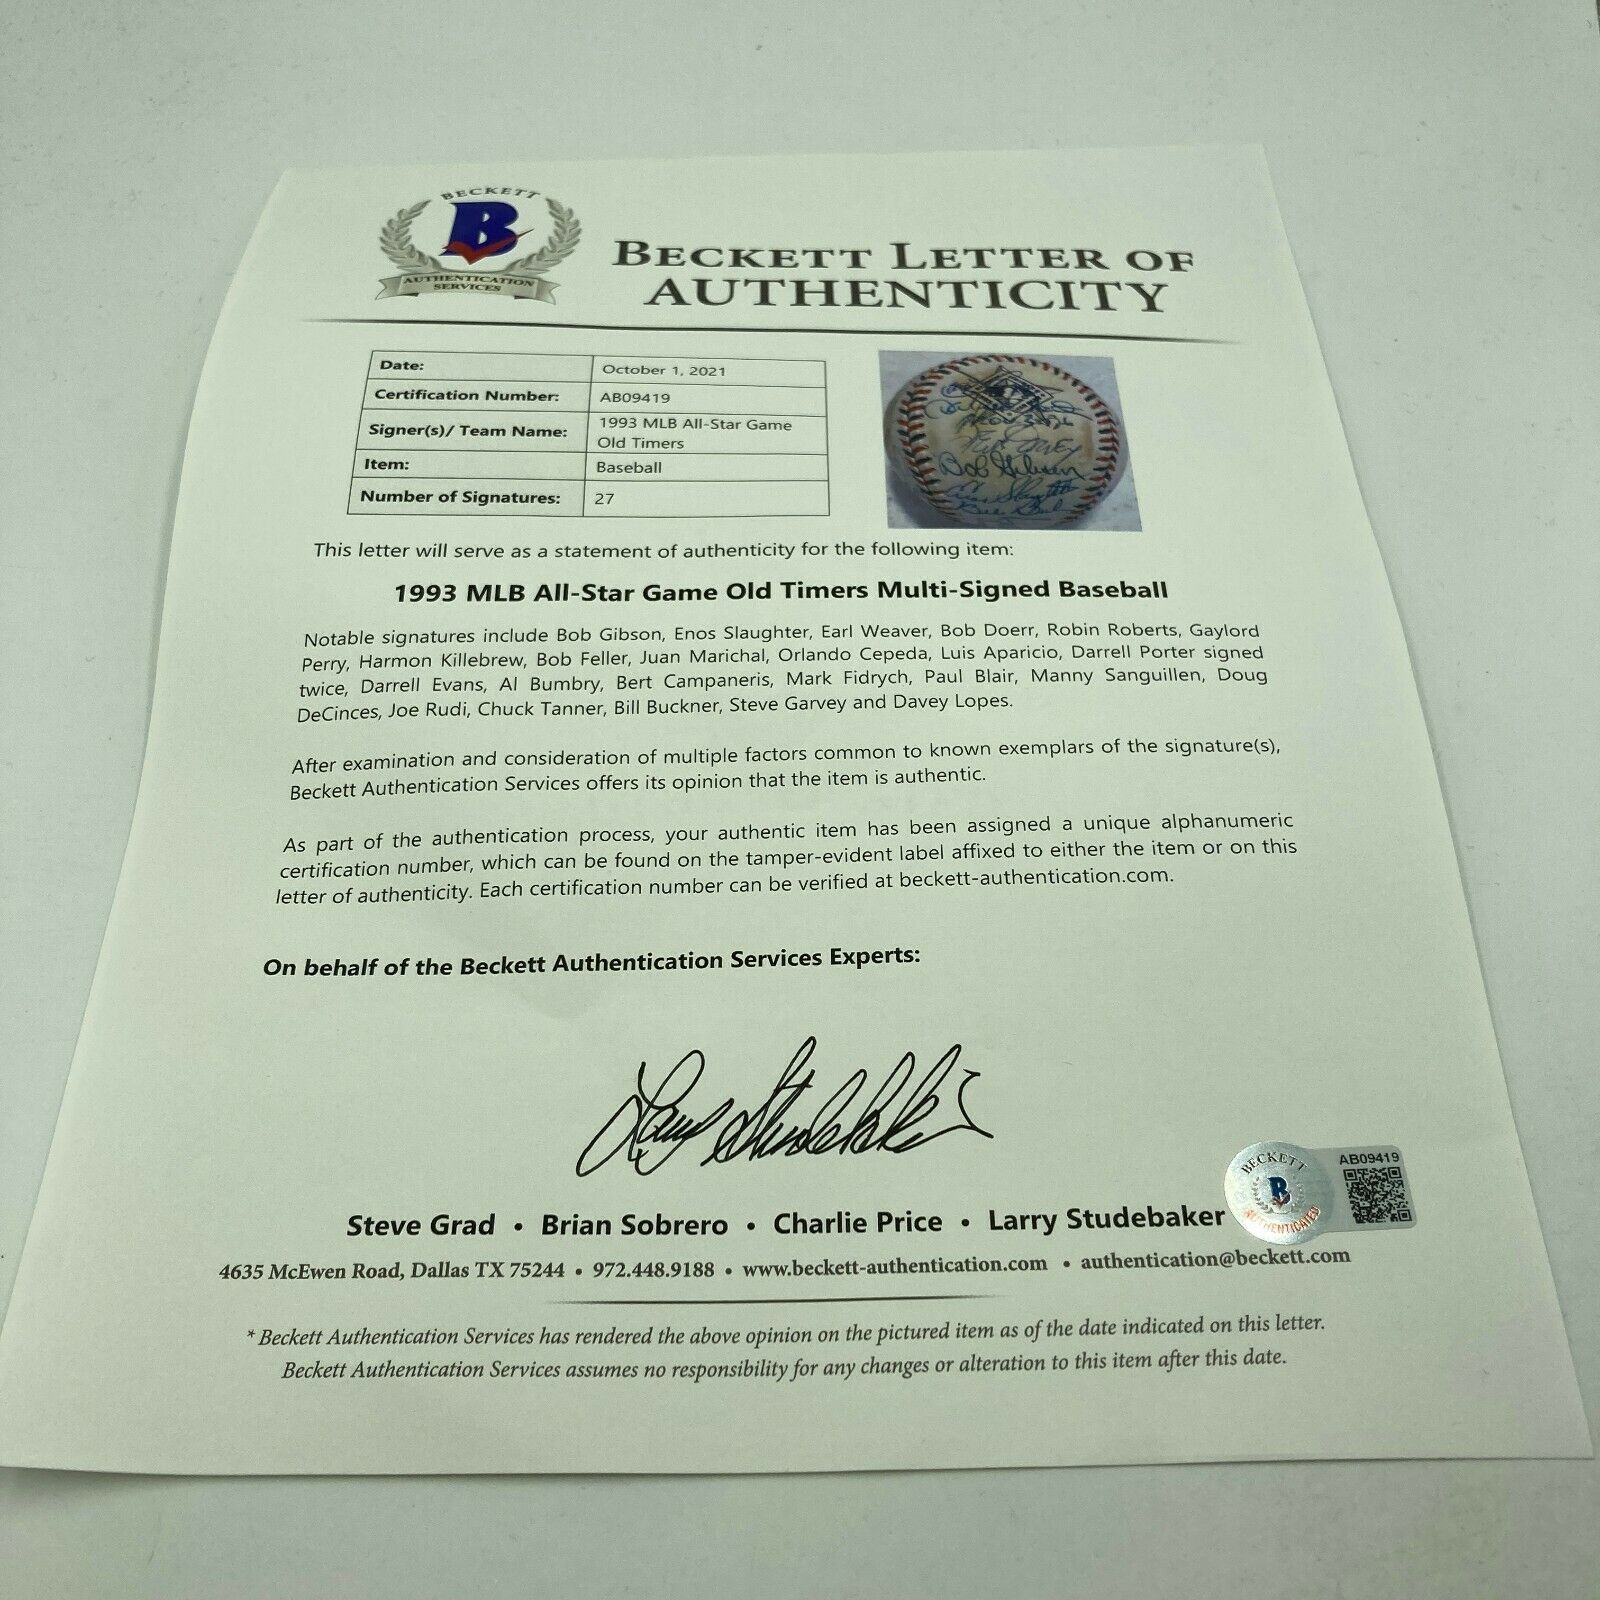 BECKETT
B
AUTHENTICATION
SERVICES
BECKETT LETTER OF
AUTHENTICITY
Date: October 1, 2021
Certification Number: AB09419
Signer(s)/ Team Name: 1993 MLB All-Star Game
Old Timers
Item: Baseball
Number of Signatures: 27
Bob Gibson
Enos Slaughter
This letter will serve as a statement of authenticity for the following item:
1993 MLB All-Star Game Old Timers Multi-Signed Baseball
Notable signatures include Bob Gibson, Enos Slaughter, Earl Weaver, Bob Doerr, Robin Roberts, Gaylord
Perry, Harmon Killebrew, Bob Feller, Juan Marichal, Orlando Cepeda, Luis Aparicio, Darrell Porter signed
twice, Darrell Evans, Al Bumbry, Bert Campaneris, Mark Fidrych, Paul Blair, Manny Sanguillen, Doug
DeCinces, Joe Rudi, Chuck Tanner, Bill Buckner, Steve Garvey and Davey Lopes.
After examination and consideration of multiple factors common to known exemplars of the signature(s),
Beckett Authentication Services offers its opinion that the item is authentic.
As part of the authentication process, your authentic item has been assigned a unique alphanumeric
certification number, which can be found on the tamper-evident label affixed to either the item or on this
letter of authenticity. Each certification number can be verified at beckett-authentication.com.
On behalf of the Beckett Authentication Services Experts:
Larry Studebaker
Steve Grad • Brian Sobrero • Charlie Price • Larry Studebaker
BECKETT
B
AUTHENTICATED
AB09419
4635 McEwen Road, Dallas TX 75244 • 972.448.9188 • www.beckett-authentication.com • authentication@beckett.com
* Beckett Authentication Services has rendered the above opinion on the pictured item as of the date indicated on this letter.
Beckett Authentication Services assumes no responsibility for any changes or alteration to this item after this date.